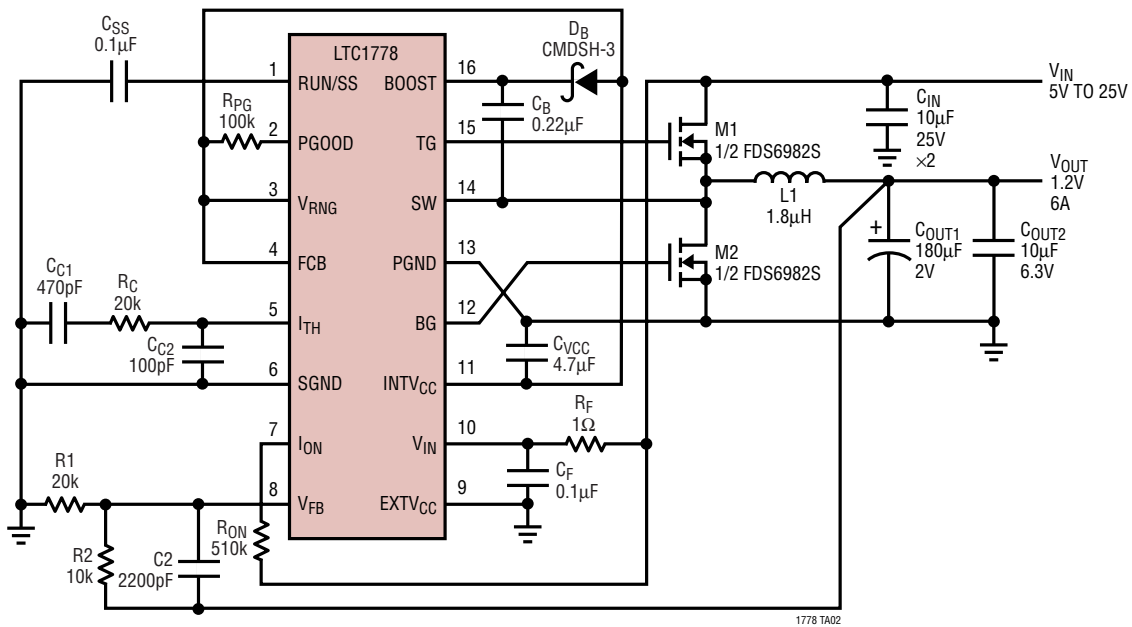 CSS
0.1µF
1
RUN/SS
LTC1778
BOOST
16
DB
CMDSH-3
VIN
5V TO 25V
RPG
100k
2
PGOOD
TG
15
CB
0.22µF
M1
1/2 FDS6982S
CIN
10µF
25V
×2
3
VRNG
SW
14
L1
1.8µH
VOUT
1.2V
6A
4
FCB
PGND
13
M2
1/2 FDS6982S
+
COUT1
180µF
2V
COUT2
10µF
6.3V
CC1
470pF
RC
20k
5
ITH
BG
12
CC2
100pF
CVCC
4.7µF
6
SGND
INTVCC
11
7
ION
VIN
10
RF
1Ω
CF
0.1µF
R1
20k
8
VFB
EXTVCC
9
RON
510k
R2
10k
C2
2200pF
1778 TA02